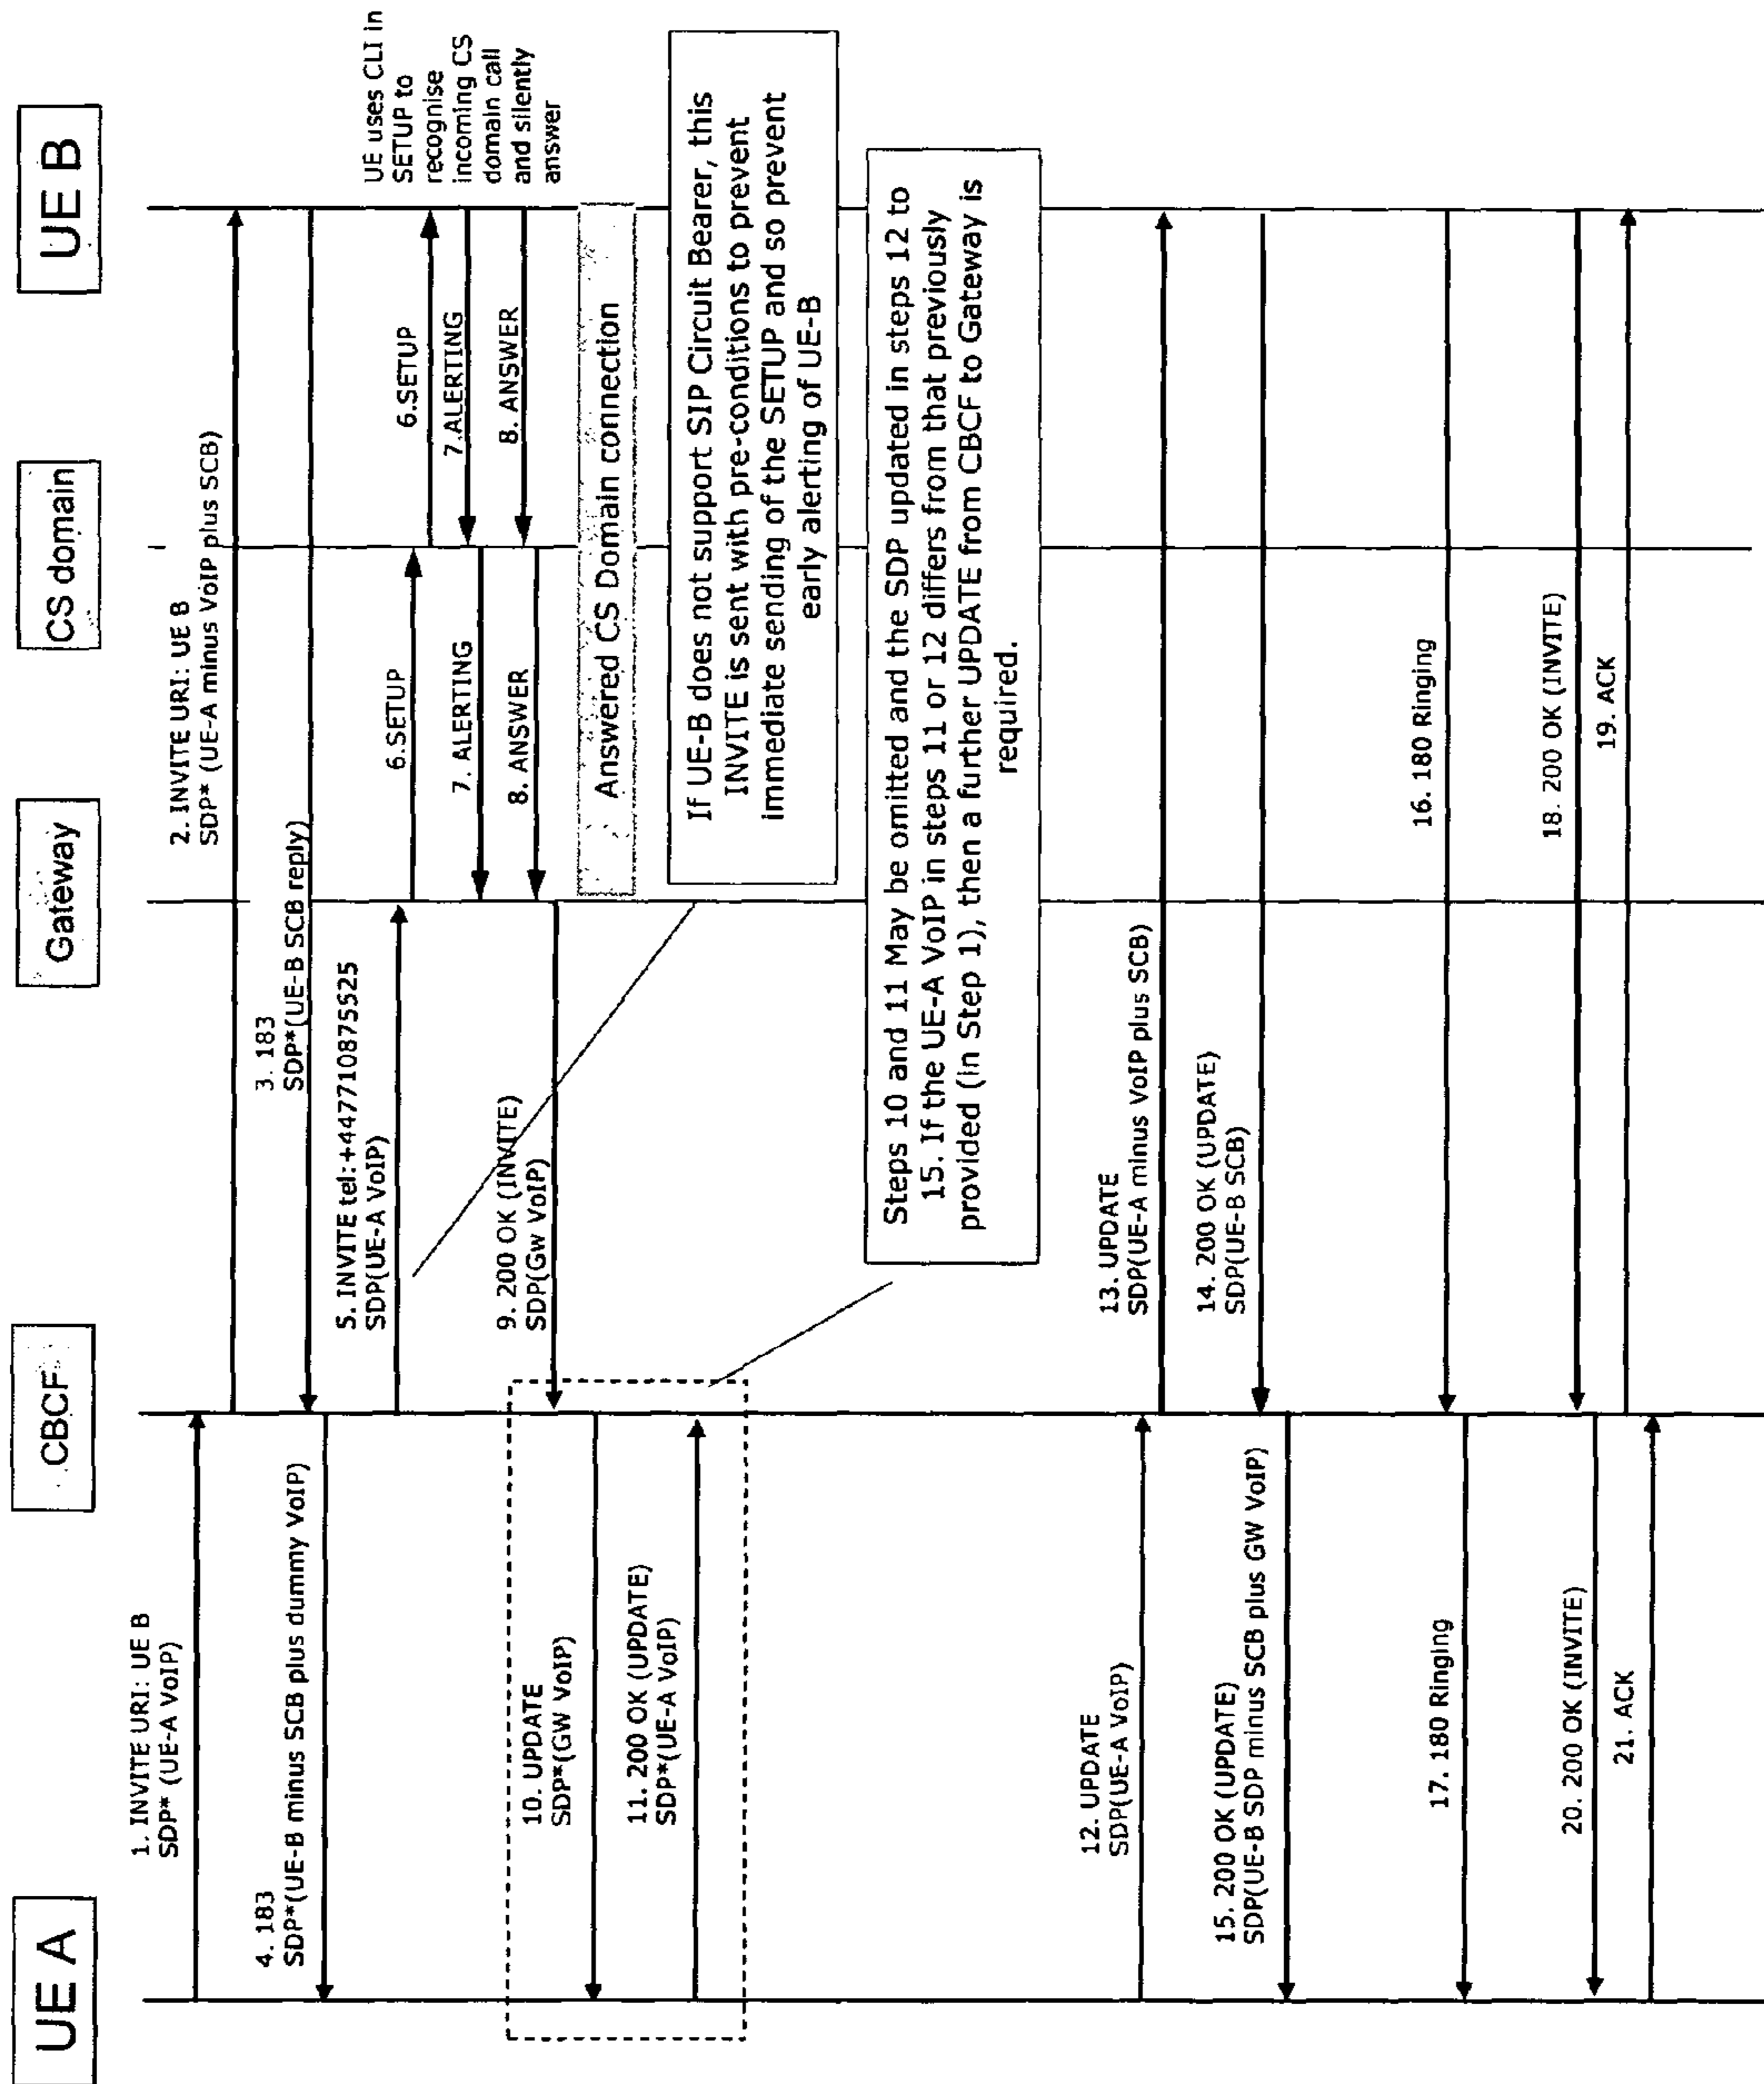 UE A
CBCF
Gateway
CS domain
UE B
1. INVITE URI: UE B
SDP* (UE-A VoIP)
2. INVITE URI: UE B
SDP* (UE-A minus VoIP plus SCB)
3. 183
SDP*(UE-B SCB reply)
4. 183
SDP*(UE-B minus SCB plus dummy VoIP)
5. INVITE tel:+447710875525
SDP(UE-A VoIP)
6.SETUP
6.SETUP
7. ALERTING
7.ALERTING
8. ANSWER
8. ANSWER
UE uses CLI in
SETUP to
recognise
incoming CS
domain call
and silently
answer
9. 200 OK (INVITE)
SDP(Gw VoIP)
Answered CS Domain connection
10. UPDATE
SDP*(GW VoIP)
11. 200 OK (UPDATE)
SDP*(UE-A VoIP)
If UE-B does not support SIP Circuit Bearer, this
INVITE is sent with pre-conditions to prevent
immediate sending of the SETUP and so prevent
early alerting of UE-B
Steps 10 and 11 May be omitted and the SDP updated in steps 12 to
15. If the UE-A VoIP in steps 11 or 12 differs from that previously
provided (in Step 1), then a further UPDATE from CBCF to Gateway is
required.
12. UPDATE
SDP(UE-A VoIP)
13. UPDATE
SDP(UE-A minus VoIP plus SCB)
14. 200 OK (UPDATE)
SDP(UE-B SCB)
15. 200 OK (UPDATE)
SDP(UE-B SDP minus SCB plus GW VoIP)
16. 180 Ringing
17. 180 Ringing
18. 200 OK (INVITE)
19. ACK
20. 200 OK (INVITE)
21. ACK